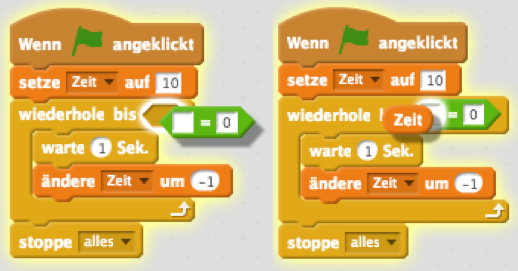 Wenn angeklickt
setze Zeit auf 10
wiederhole bis = 0
warte 1 Sek.
ändere Zeit um -1
stoppe alles
Wenn angeklickt
setze Zeit auf 10
wiederhole Zeit = 0
warte 1 Sek.
ändere Zeit um -1
stoppe alles